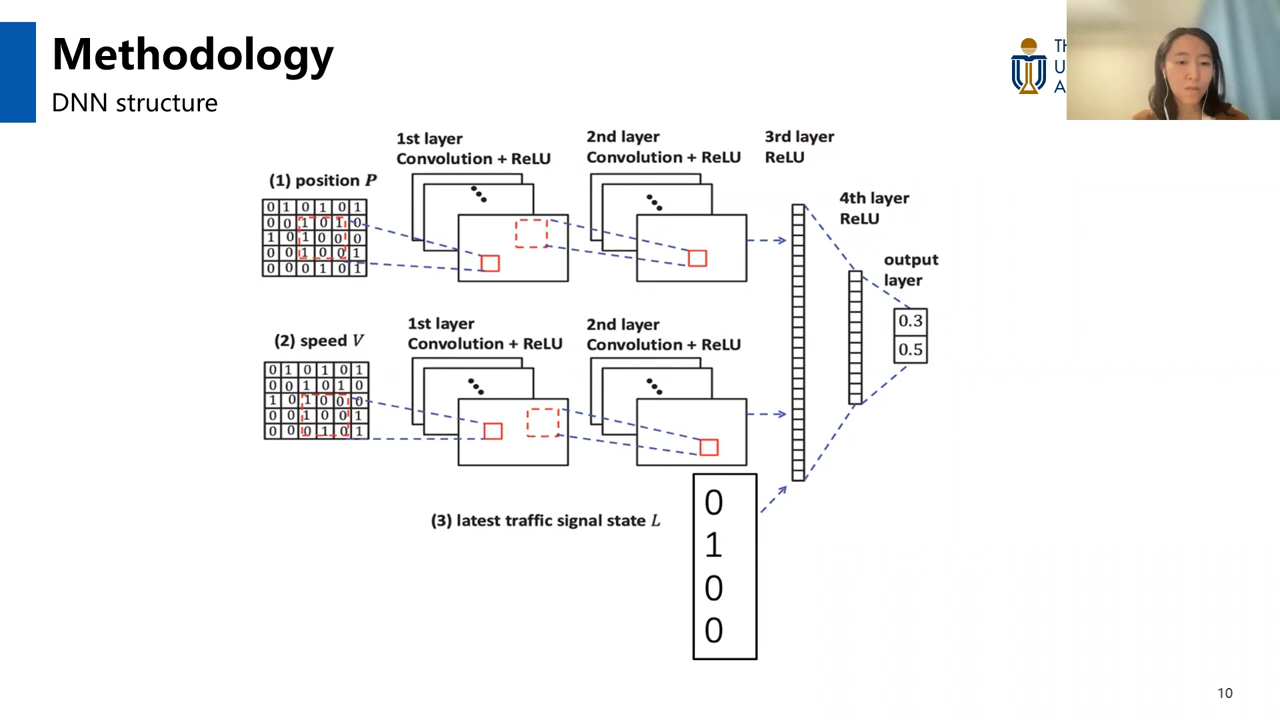 Methodology
DNN structure
TH
U
A
1st layer
Convolution + ReLU
2nd layer
Convolution + ReLU
3rd layer
ReLU
(1) position P
0 1 0 1 0 1
0 0 1 0 1 0
1 0 1 0 0 0
0 0 1 0 0 1
0 0 0 1 0 1
4th layer
ReLU
output
layer
0.3
0.5
(2) speed V
1st layer
Convolution + ReLU
2nd layer
Convolution + ReLU
0 1 0 1 0 1
0 0 1 0 1 0
1 0 1 0 0 0
0 0 1 0 0 1
0 0 0 1 0 1
(3) latest traffic signal state L
0
1
0
0
10